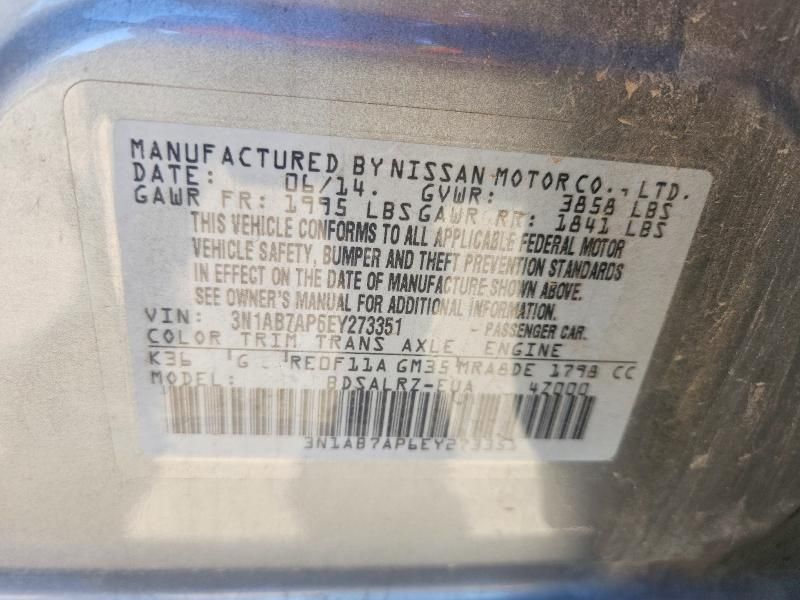 MANUFACTURED BY NISSAN MOTOR CO., LTD.
DATE: 06/14. GVWR: 3858 LBS
GAWR FR: 1995 LBS GAWR RR: 1841 LBS
THIS VEHICLE CONFORMS TO ALL APPLICABLE FEDERAL MOTOR
VEHICLE SAFETY, BUMPER AND THEFT PREVENTION STANDARDS
IN EFFECT ON THE DATE OF MANUFACTURE SHOWN ABOVE.
SEE OWNER'S MANUAL FOR ADDITIONAL INFORMATION.
VIN: 3N1AB7AP6EY273351 - PASSENGER CAR.
COLOR TRIM TRANS AXLE ENGINE
K36 G RE0F11A GM35 MRA8DE 1798 CC
MODEL: BDSALRZ-EUA 4Z000
3N1AB7AP6EY273351